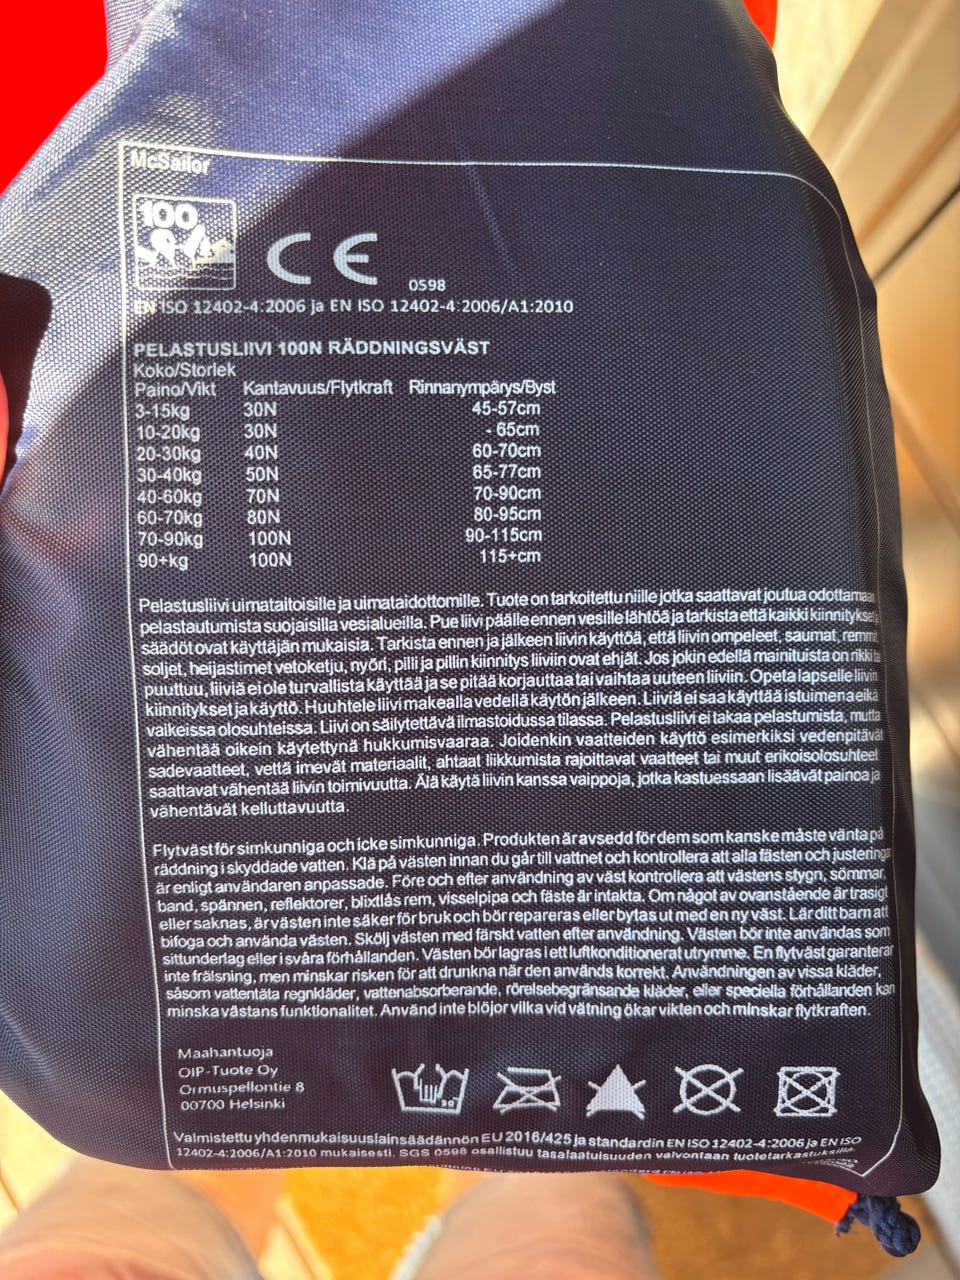 McSailor
100
CE
0598
EN ISO 12402-4:2006 ja EN ISO 12402-4:2006/A1:2010
PELASTUSLIIVI 100N RÄDDNINGSVÄST
Koko/Storlek
Paino/Vikt Kantavuus/Flytkraft Rinnanympärys/Byst
3-15kg 30N 45-57cm
10-20kg 30N - 65cm
20-30kg 40N 60-70cm
30-40kg 50N 65-77cm
40-60kg 70N 70-90cm
60-70kg 80N 80-95cm
70-90kg 100N 90-115cm
90+kg 100N 115+cm
Pelastusliivi uimataitoisille ja uimataidottomille. Tuote on tarkoitettu niille jotka saattavat joutua odottamaan
pelastautumista suojaisilla vesialueilla. Pue liivi päälle ennen vesille lähtöä ja tarkista että kaikki kiinnitykset
säädöt ovat käyttäjän mukaisia. Tarkista ennen ja jälkeen liivin käyttöä, että liivin ompeleet, saumat, remmit
soljet, heijastimet vetoketju, nyöri, pilli ja pillin kiinnitys liiviin ovat ehjät. Jos jokin edellä mainituista on rikki
puuttuu, liiviä ei ole turvallista käyttää ja se pitää korjauttaa tai vaihtaa uuteen liiviin. Opeta lapselle liivin
kiinnitykset ja käyttö. Huuhtele liivi makealla vedellä käytön jälkeen. Liiviä ei saa käyttää istuimena eikä
vaikeissa olosuhteissa. Liivi on säilytettävä ilmastoidussa tilassa. Pelastusliivi ei takaa pelastumista, mutta
vähentää oikein käytettynä hukkumisvaaraa. Joidenkin vaatteiden käyttö esimerkiksi vedenpitävät
sadevaatteet, vettä imevät materiaalit, ahtaat liikkumista rajoittavat vaatteet tai muut erikoisolosuhteet
saattavat vähentää liivin toimivuutta. Älä käytä liivin kanssa vaippoja, jotka kastuessaan lisäävät painoa ja
vähentävät kelluttavuutta.
Flytväst för simkunniga och icke simkunniga. Produkten är avsedd för dem som kanske måste vänta på
räddning i skyddade vatten. Klä på västen innan du går till vattnet och kontrollera att alla fästen och justeringa
är enligt användaren anpassade. Före och efter användning av väst kontrollera att västens stygn, sömmar,
band, spännen, reflektorer, blixtlås rem, visselpipa och fäste är intakta. Om något av ovanstående är trasigt
eller saknas, är västen inte säker för bruk och bör repareras eller bytas ut med en ny väst. Lär ditt barn att
bifoga och använda västen. Skölj västen med färskt vatten efter användning. Västen bör inte användas som
sittunderlag eller i svåra förhållanden. Västen bör lagras i ett luftkonditionerat utrymme. En flytväst garanterar
inte frälsning, men minskar risken för att drunkna när den används korrekt. Användningen av vissa kläder,
såsom vattentäta regnkläder, vattenabsorberande, rörelsebegränsande kläder, eller speciella förhållanden kan
minska västans funktionalitet. Använd inte blöjor vilka vid vätning ökar vikten och minskar flytkraften.
Maahantuoja
OIP-Tuote Oy
Ormuspellontie 8
00700 Helsinki
Valmistettu yhdenmukaisuuslainsäädännön EU 2016/425 ja standardin EN ISO 12402-4:2006 ja EN ISO
12402-4:2006/A1:2010 mukaisesti. SGS 0598 osallistuu tasalaatuisuuden valvontaan tuotetarkastuksilla.